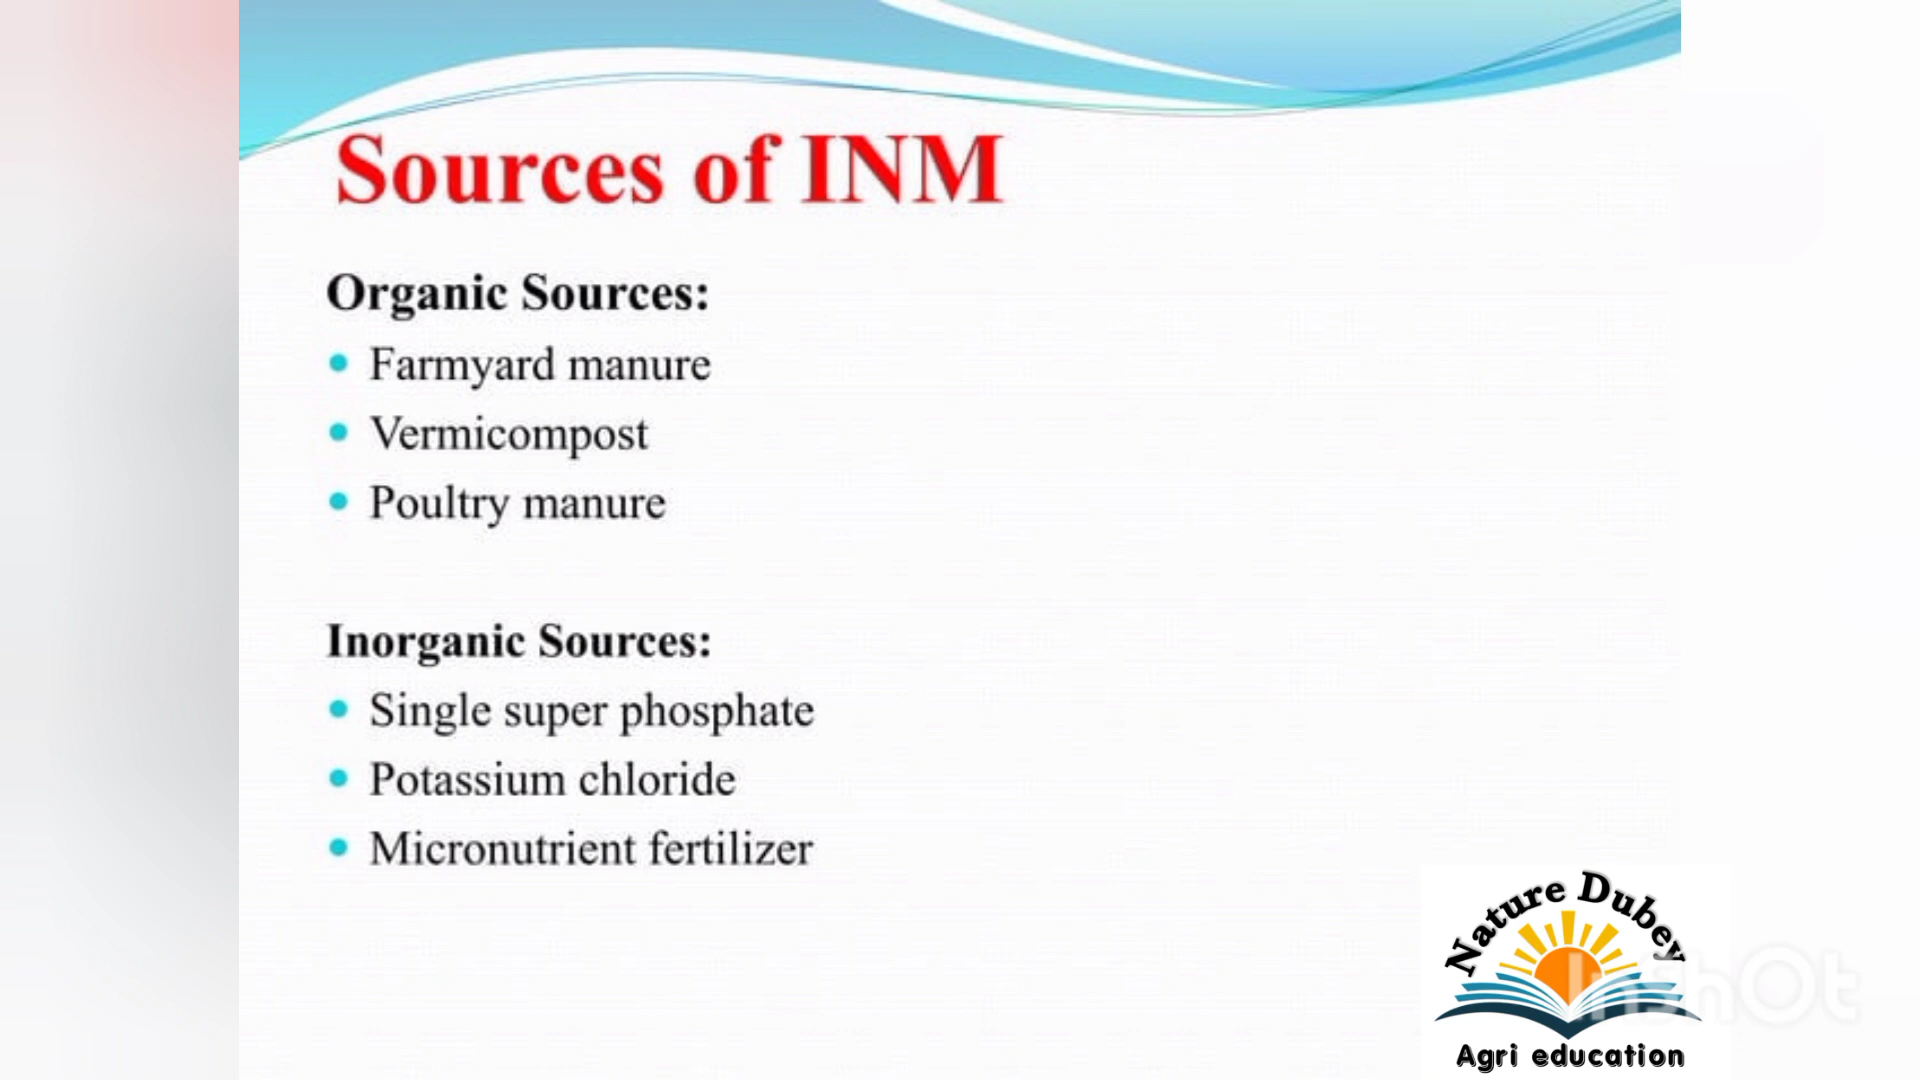 Sources of INM
Organic Sources:
Farmyard manure
Vermicompost
Poultry manure
Inorganic Sources:
Single super phosphate
Potassium chloride
Micronutrient fertilizer
Nature Dubey
InShOt
Agri education